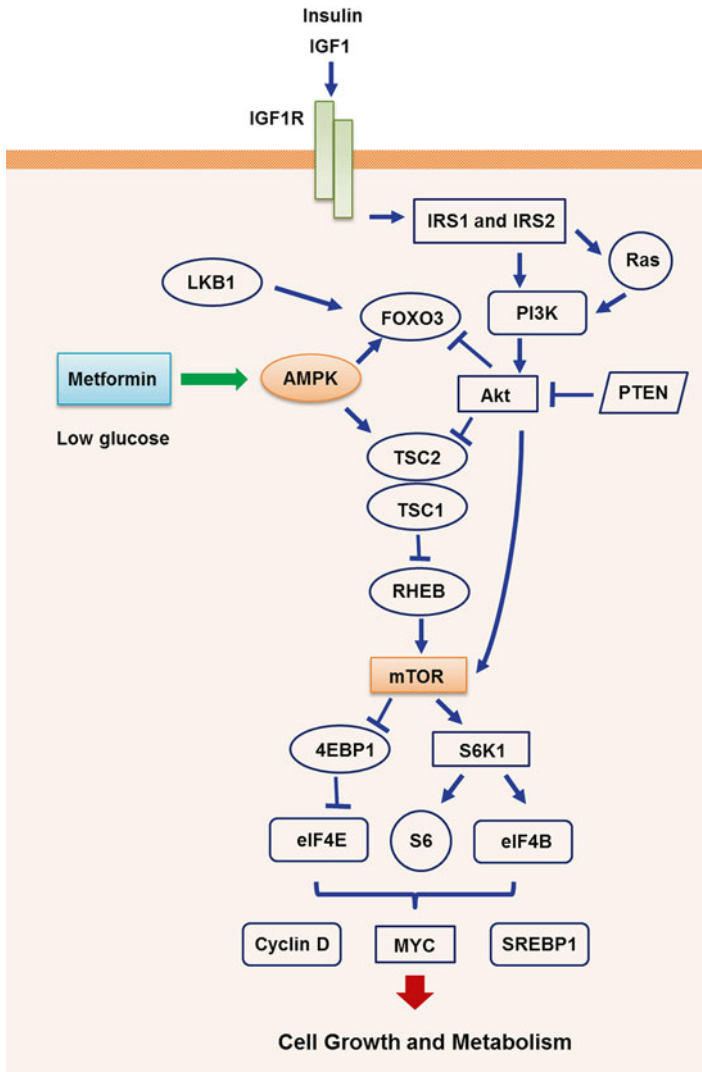 Insulin
IGF1
IGF1R
IRS1 and IRS2
Ras
LKB1
FOXO3
PI3K
Metformin
AMPK
Akt
PTEN
Low glucose
TSC2
TSC1
RHEB
mTOR
4EBP1
S6K1
eIF4E
S6
eIF4B
Cyclin D
MYC
SREBP1
Cell Growth and Metabolism